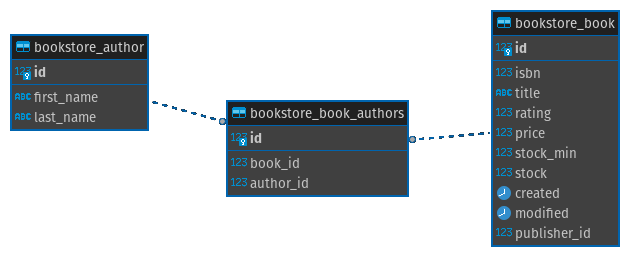 bookstore_author
123 id
ABC first_name
ABC last_name
bookstore_book_authors
123 id
123 book_id
123 author_id
bookstore_book
123 id
123 isbn
ABC title
123 rating
123 price
123 stock_min
123 stock
created
modified
123 publisher_id